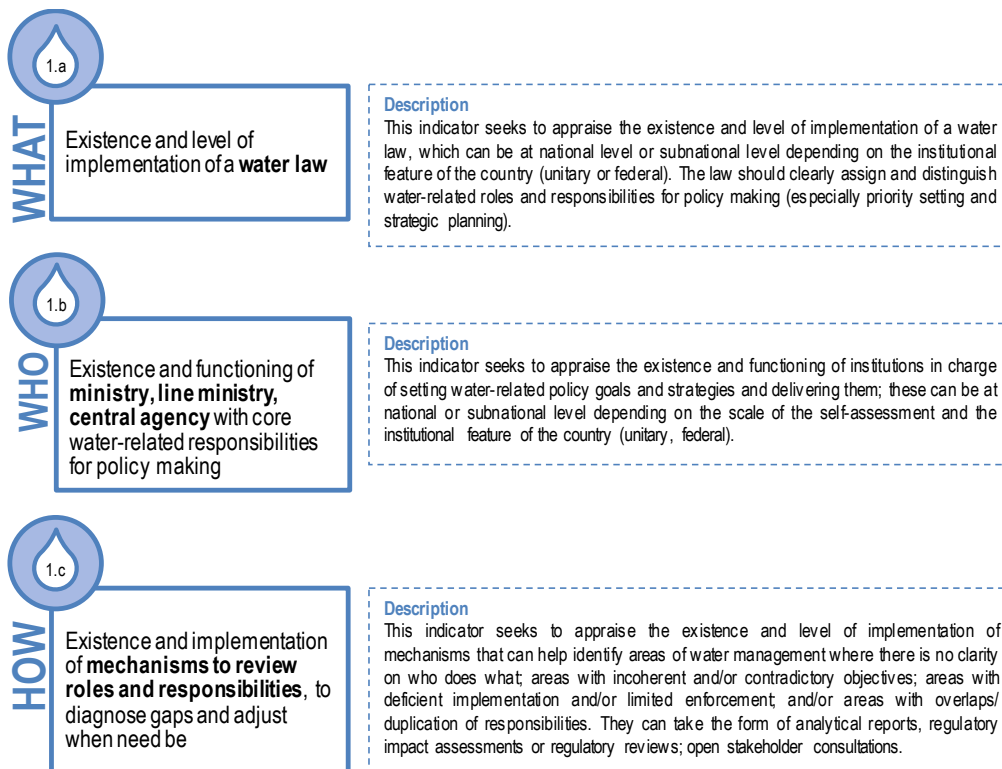 1.a
WHAT
Existence and level of
implementation of a water law
Description
This indicator seeks to appraise the existence and level of implementation of a water
law, which can be at national level or subnational level depending on the institutional
feature of the country (unitary or federal). The law should clearly assign and distinguish
water-related roles and responsibilities for policy making (especially priority setting and
strategic planning).
1.b
WHO
Existence and functioning of
ministry, line ministry,
central agency with core
water-related responsibilities
for policy making
Description
This indicator seeks to appraise the existence and functioning of institutions in charge
of setting water-related policy goals and strategies and delivering them; these can be at
national or subnational level depending on the scale of the self-assessment and the
institutional feature of the country (unitary, federal).
1.c
HOW
Existence and implementation
of mechanisms to review
roles and responsibilities, to
diagnose gaps and adjust
when need be
Description
This indicator seeks to appraise the existence and level of implementation of
mechanisms that can help identify areas of water management where there is no clarity
on who does what; areas with incoherent and/or contradictory objectives; areas with
deficient implementation and/or limited enforcement; and/or areas with overlaps/
duplication of responsibilities. They can take the form of analytical reports, regulatory
impact assessments or regulatory reviews; open stakeholder consultations.